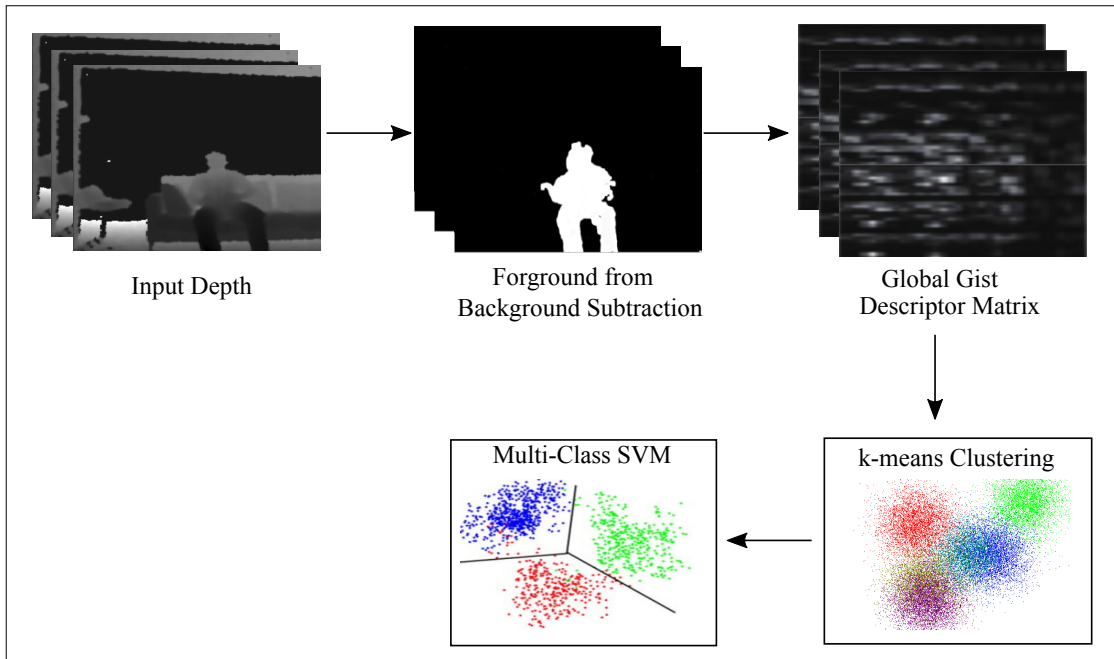 Input Depth
Forground from
Background Subtraction
Global Gist
Descriptor Matrix
Multi-Class SVM
k-means Clustering